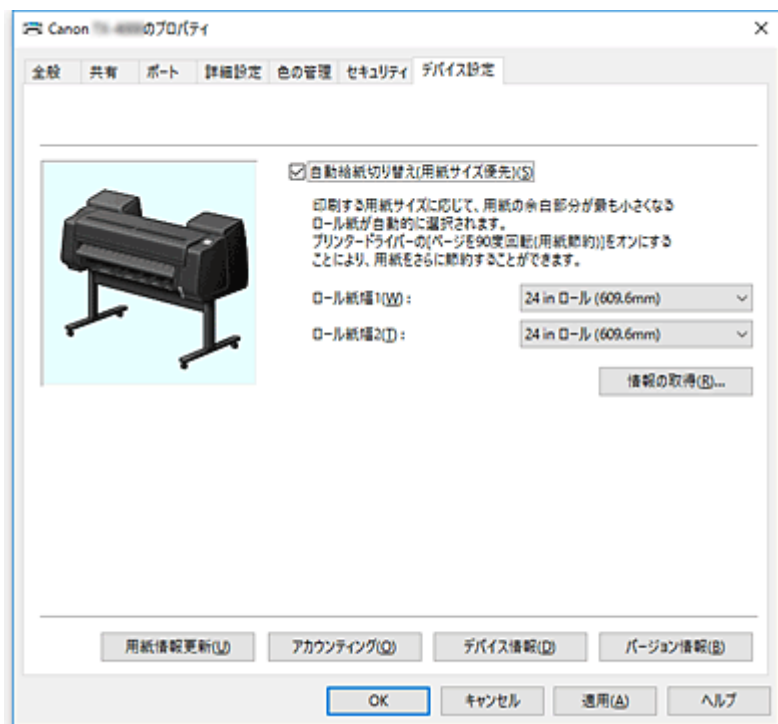 Canon のプロパティ
全般 共有 ポート 詳細設定 色の管理 セキュリティ デバイス設定
自動給紙切り替え(用紙サイズ優先)(S)
印刷する用紙サイズに応じて、用紙の余白部分が最も小さくなる
ロール紙が自動的に選択されます。
プリンタードライバーの[ページを90度回転(用紙節約)]をオンにする
ことにより、用紙をさらに節約することができます。
ロール紙幅1(W) : 24 in ロール (609.6mm)
ロール紙幅2(T) : 24 in ロール (609.6mm)
情報の取得(R)...
用紙情報更新(U) アカウンティング(O) デバイス情報(D) バージョン情報(B)
OK キャンセル 適用(A) ヘルプ